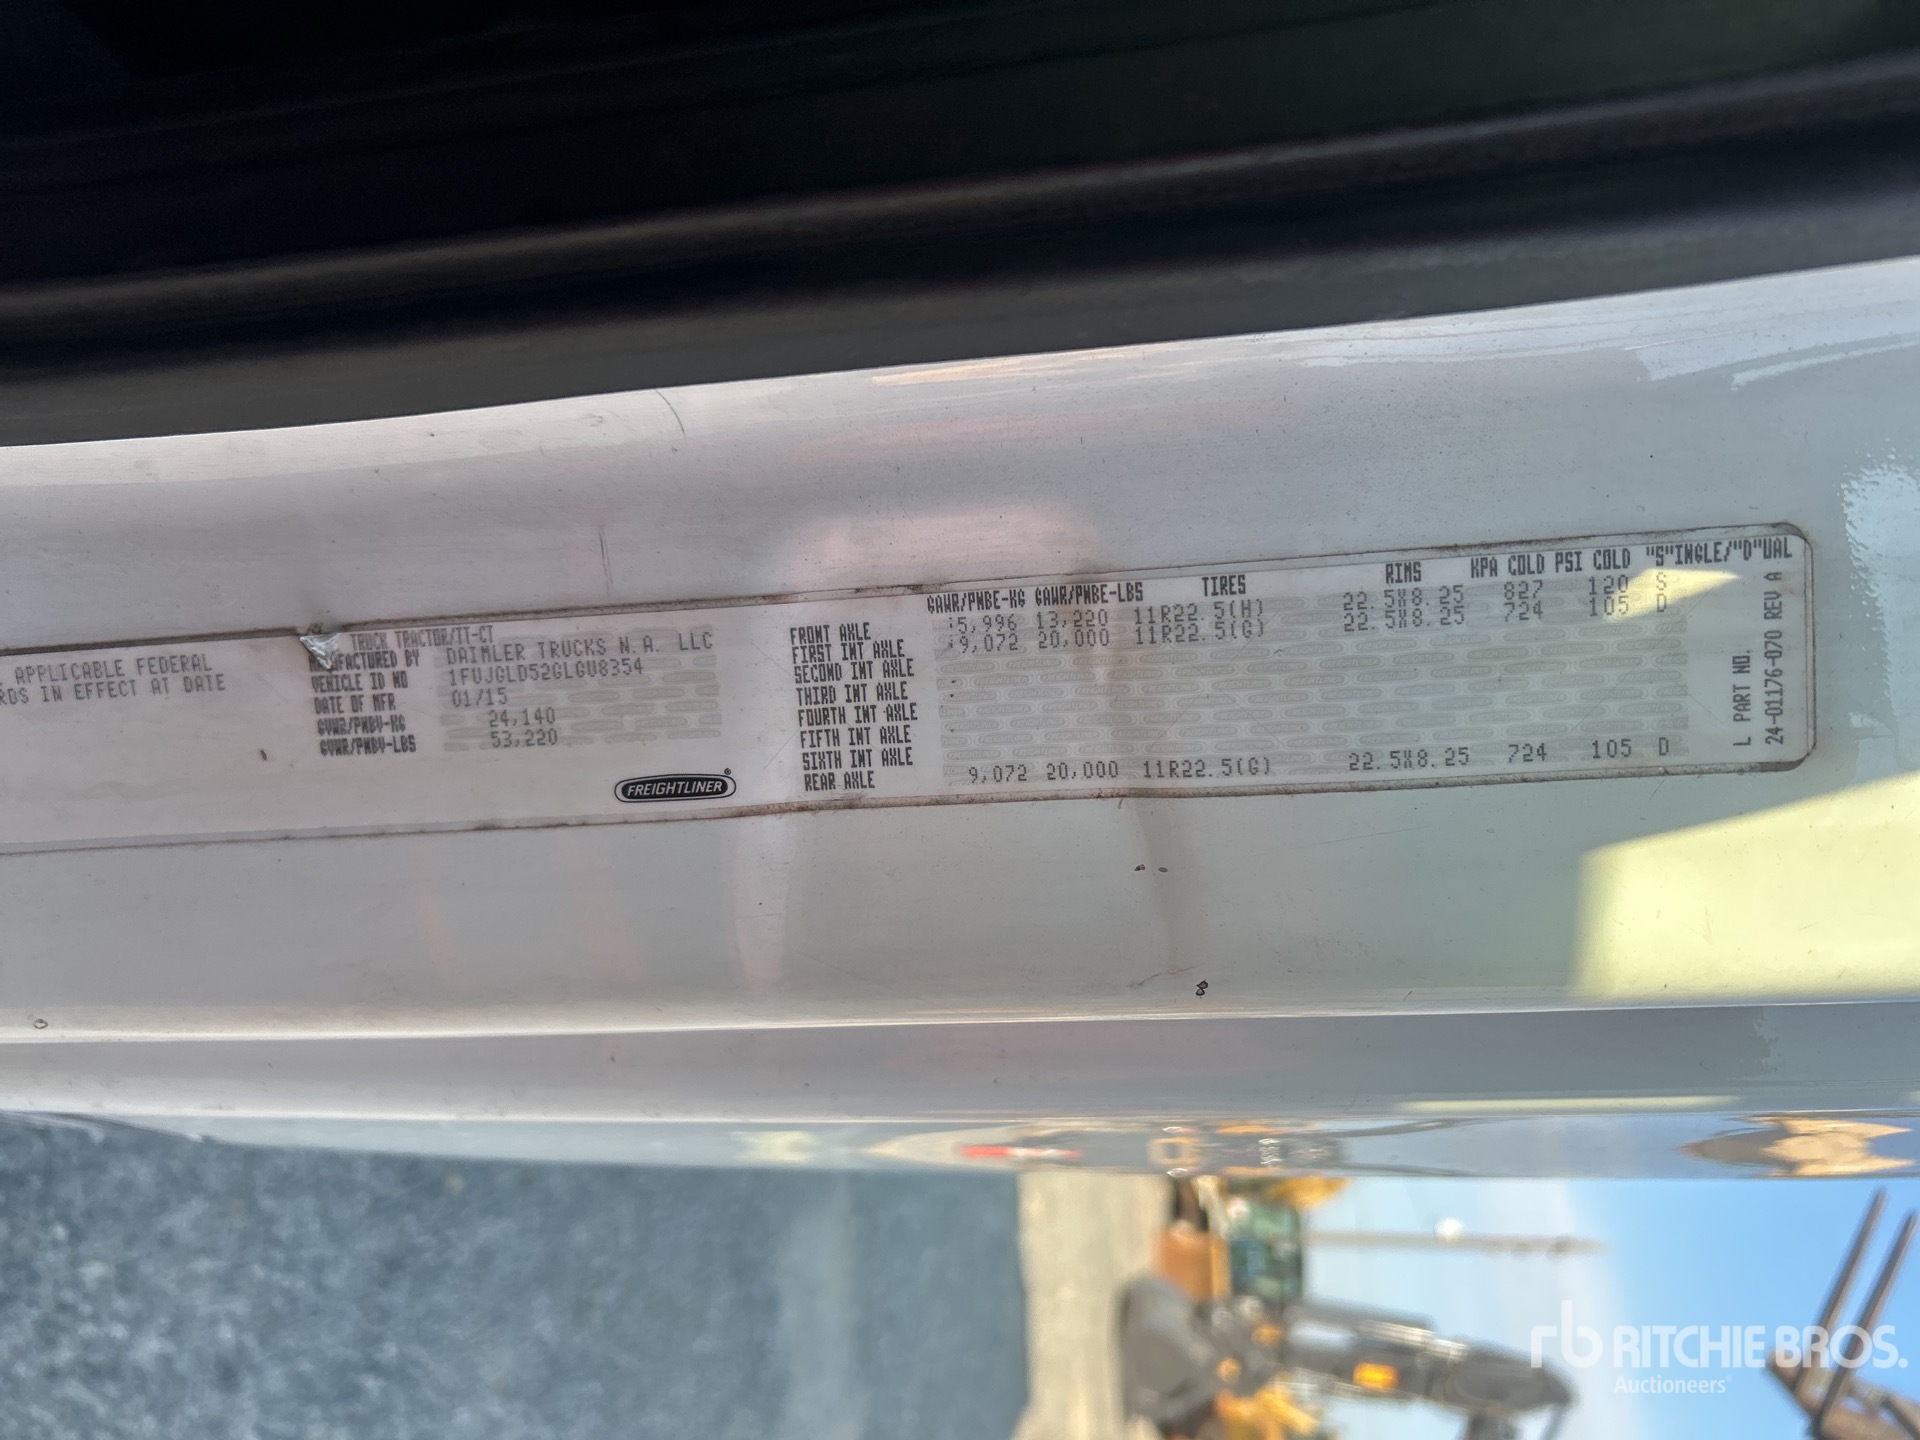 APPLICABLE FEDERAL
RDS IN EFFECT AT DATE
TRUCK TRACTOR/TT-CT
MANUFACTURED BY DAIMLER TRUCKS N.A. LLC
VEHICLE ID NO 1FUJGLD52GLGU8354
DATE OF MFR 01/15
GVWR/PNBV-KG 24,140
GVWR/PNBV-LBS 53,220
FREIGHTLINER
GAWR/PNBE-KG GAWR/PNBE-LBS TIRES RIMS KPA COLD PSI COLD "S"INGLE/"D"UAL
FRONT AXLE 5,996 13,220 11R22.5(H) 22.5X8.25 827 120 S
FIRST INT AXLE 9,072 20,000 11R22.5(G) 22.5X8.25 724 105 D
SECOND INT AXLE
THIRD INT AXLE
FOURTH INT AXLE
FIFTH INT AXLE
SIXTH INT AXLE
REAR AXLE 9,072 20,000 11R22.5(G) 22.5X8.25 724 105 D
L PART NO.
24-01176-070 REV A
rb RITCHIE BROS.
Auctioneers